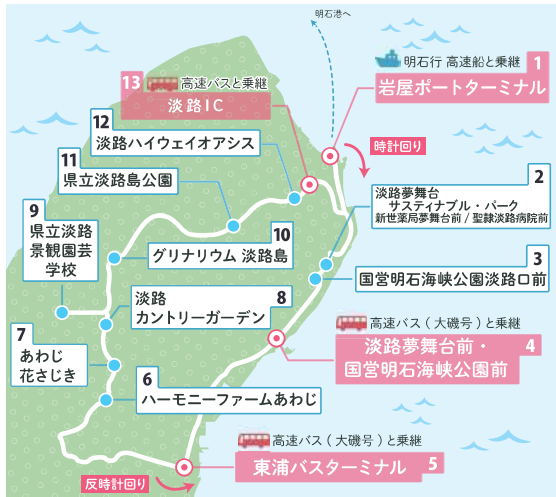 明石港へ
明石行 高速船と乗継
1
岩屋ポートターミナル
13
高速バスと乗継
淡路IC
時計回り
12
淡路ハイウェイオアシス
11
県立淡路島公園
2
淡路夢舞台
サスティナブル・パーク
新世薬局夢舞台前 / 聖隷淡路病院前
9
県立淡路
景観園芸
学校
10
グリナリウム 淡路島
3
国営明石海峡公園淡路口前
8
淡路
カントリーガーデン
高速バス ( 大磯号 ) と乗継
4
淡路夢舞台前・
国営明石海峡公園前
7
あわじ
花さじき
6
ハーモニーファームあわじ
高速バス ( 大磯号 ) と乗継
東浦バスターミナル 5
反時計回り